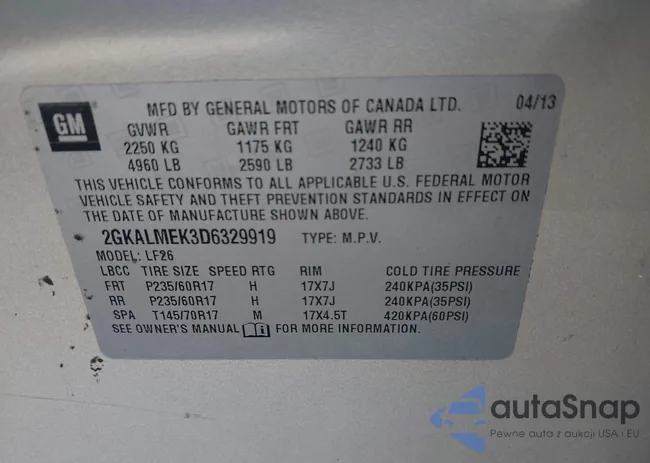 GM
MFD BY GENERAL MOTORS OF CANADA LTD. 04/13
GVWR GAWR FRT GAWR RR
2250 KG 1175 KG 1240 KG
4960 LB 2590 LB 2733 LB
THIS VEHICLE CONFORMS TO ALL APPLICABLE U.S. FEDERAL MOTOR
VEHICLE SAFETY AND THEFT PREVENTION STANDARDS IN EFFECT ON
THE DATE OF MANUFACTURE SHOWN ABOVE.
2GKALMEK3D6329919 TYPE: M.P.V.
MODEL: LF26
LBCC TIRE SIZE SPEED RTG RIM COLD TIRE PRESSURE
FRT P235/60R17 H 17X7J 240KPA(35PSI)
RR P235/60R17 H 17X7J 240KPA(35PSI)
SPA T145/70R17 M 17X4.5T 420KPA(60PSI)
SEE OWNER'S MANUAL FOR MORE INFORMATION.
autaSnap
Pewne auta z aukcji USA i EU